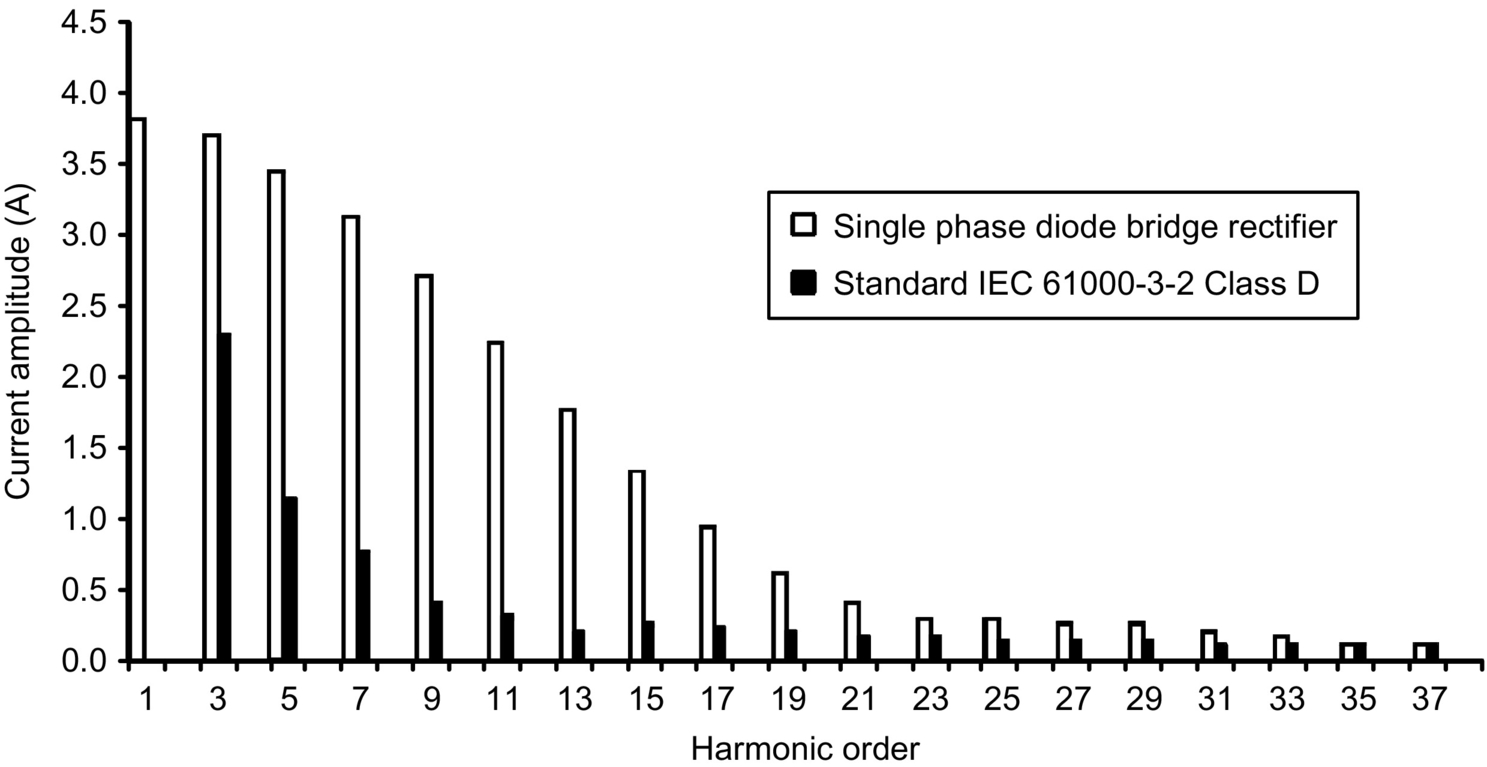 4.5
4.0
3.5
3.0
2.5
2.0
1.5
1.0
0.5
0.0
Current amplitude (A)
Single phase diode bridge rectifier
Standard IEC 61000-3-2 Class D
1 3 5 7 9 11 13 15 17 19 21 23 25 27 29 31 33 35 37
Harmonic order